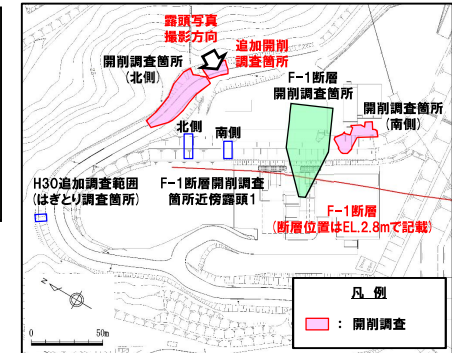 露頭写真
撮影方向
追加開削
調査箇所
開削調査箇所
(北側)
F-1断層
開削調査箇所
開削調査箇所
(南側)
北側
南側
H30追加調査範囲
(はぎとり調査箇所)
F-1断層開削調査
箇所近傍露頭1
F-1断層
(断層位置はEL.2.8mで記載)
N
0
50m
凡 例
: 開削調査